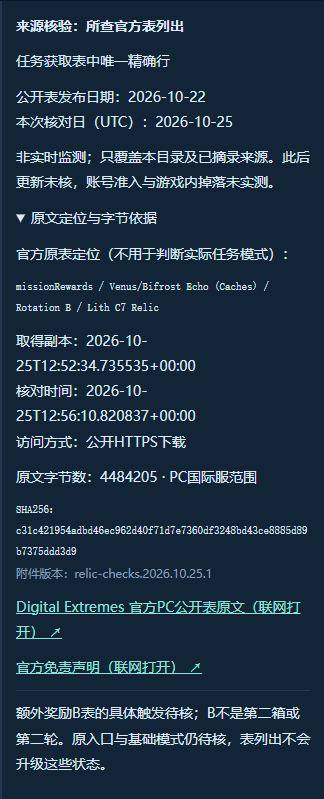 来源核验：所查官方表列出
任务获取表中唯一精确行
公开表发布日期：2026-10-22
本次核对日（UTC）：2026-10-25
非实时监测；只覆盖本目录及已摘录来源。此后
更新未核，账号准入与游戏内掉落未实测。
▼ 原文定位与字节依据
官方原表定位（不用于判断实际任务模式）：
missionRewards / Venus/Bifrost Echo (Caches) /
Rotation B / Lith C7 Relic
取得副本：2026-10-
25T12:52:34.735535+00:00
核对时间：2026-10-
25T12:56:10.820837+00:00
访问方式：公开HTTPS下载
原文字节数：4484205 · PC国际服范围
SHA256:
c31c421954adbd46ec962d40f71d7e7360df3248bd43ce8885d89
b7375ddd3d9
附件版本：relic-checks.2026.10.25.1
Digital Extremes 官方PC公开表原文（联网打
开） ↗
官方免责声明（联网打开） ↗
额外奖励B表的具体触发待核；B不是第二箱或
第二轮。原入口与基础模式仍待核，表列出不会
升级这些状态。